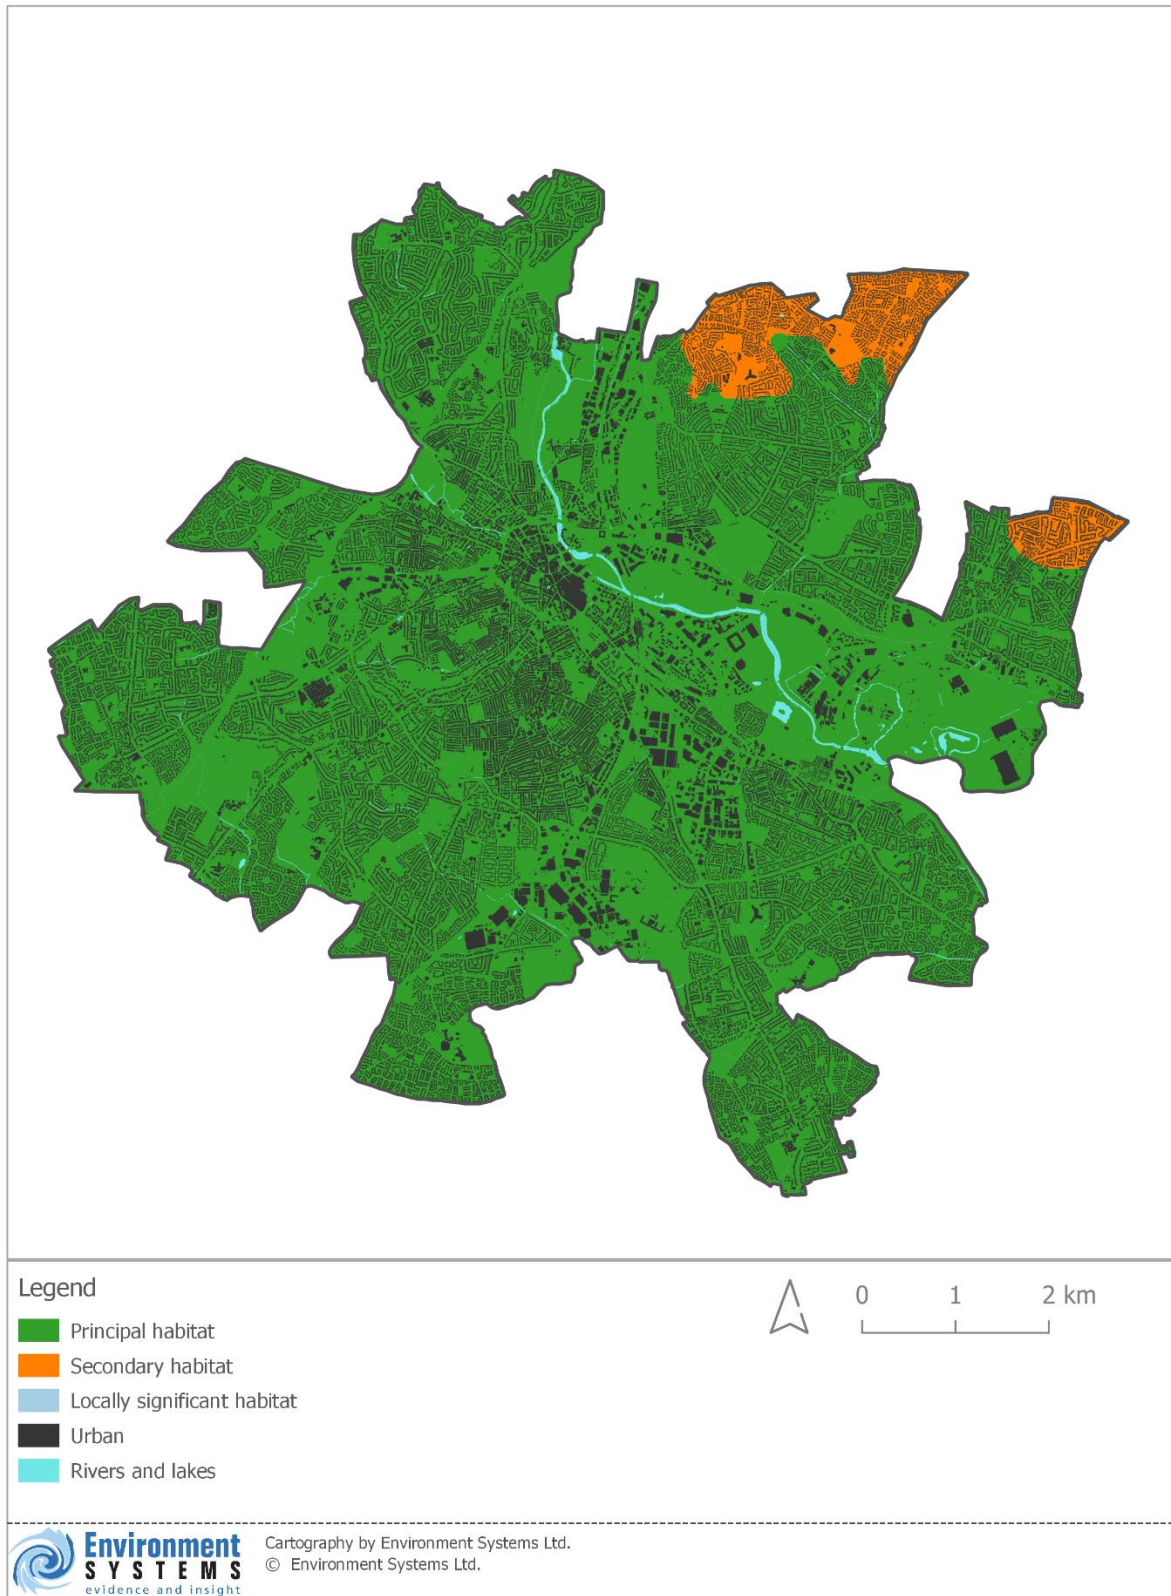 Legend
Principal habitat
Secondary habitat
Locally significant habitat
Urban
Rivers and lakes
0 1 2 km
Environment
SYSTEMS
evidence and insight
Cartography by Environment Systems Ltd.
© Environment Systems Ltd.